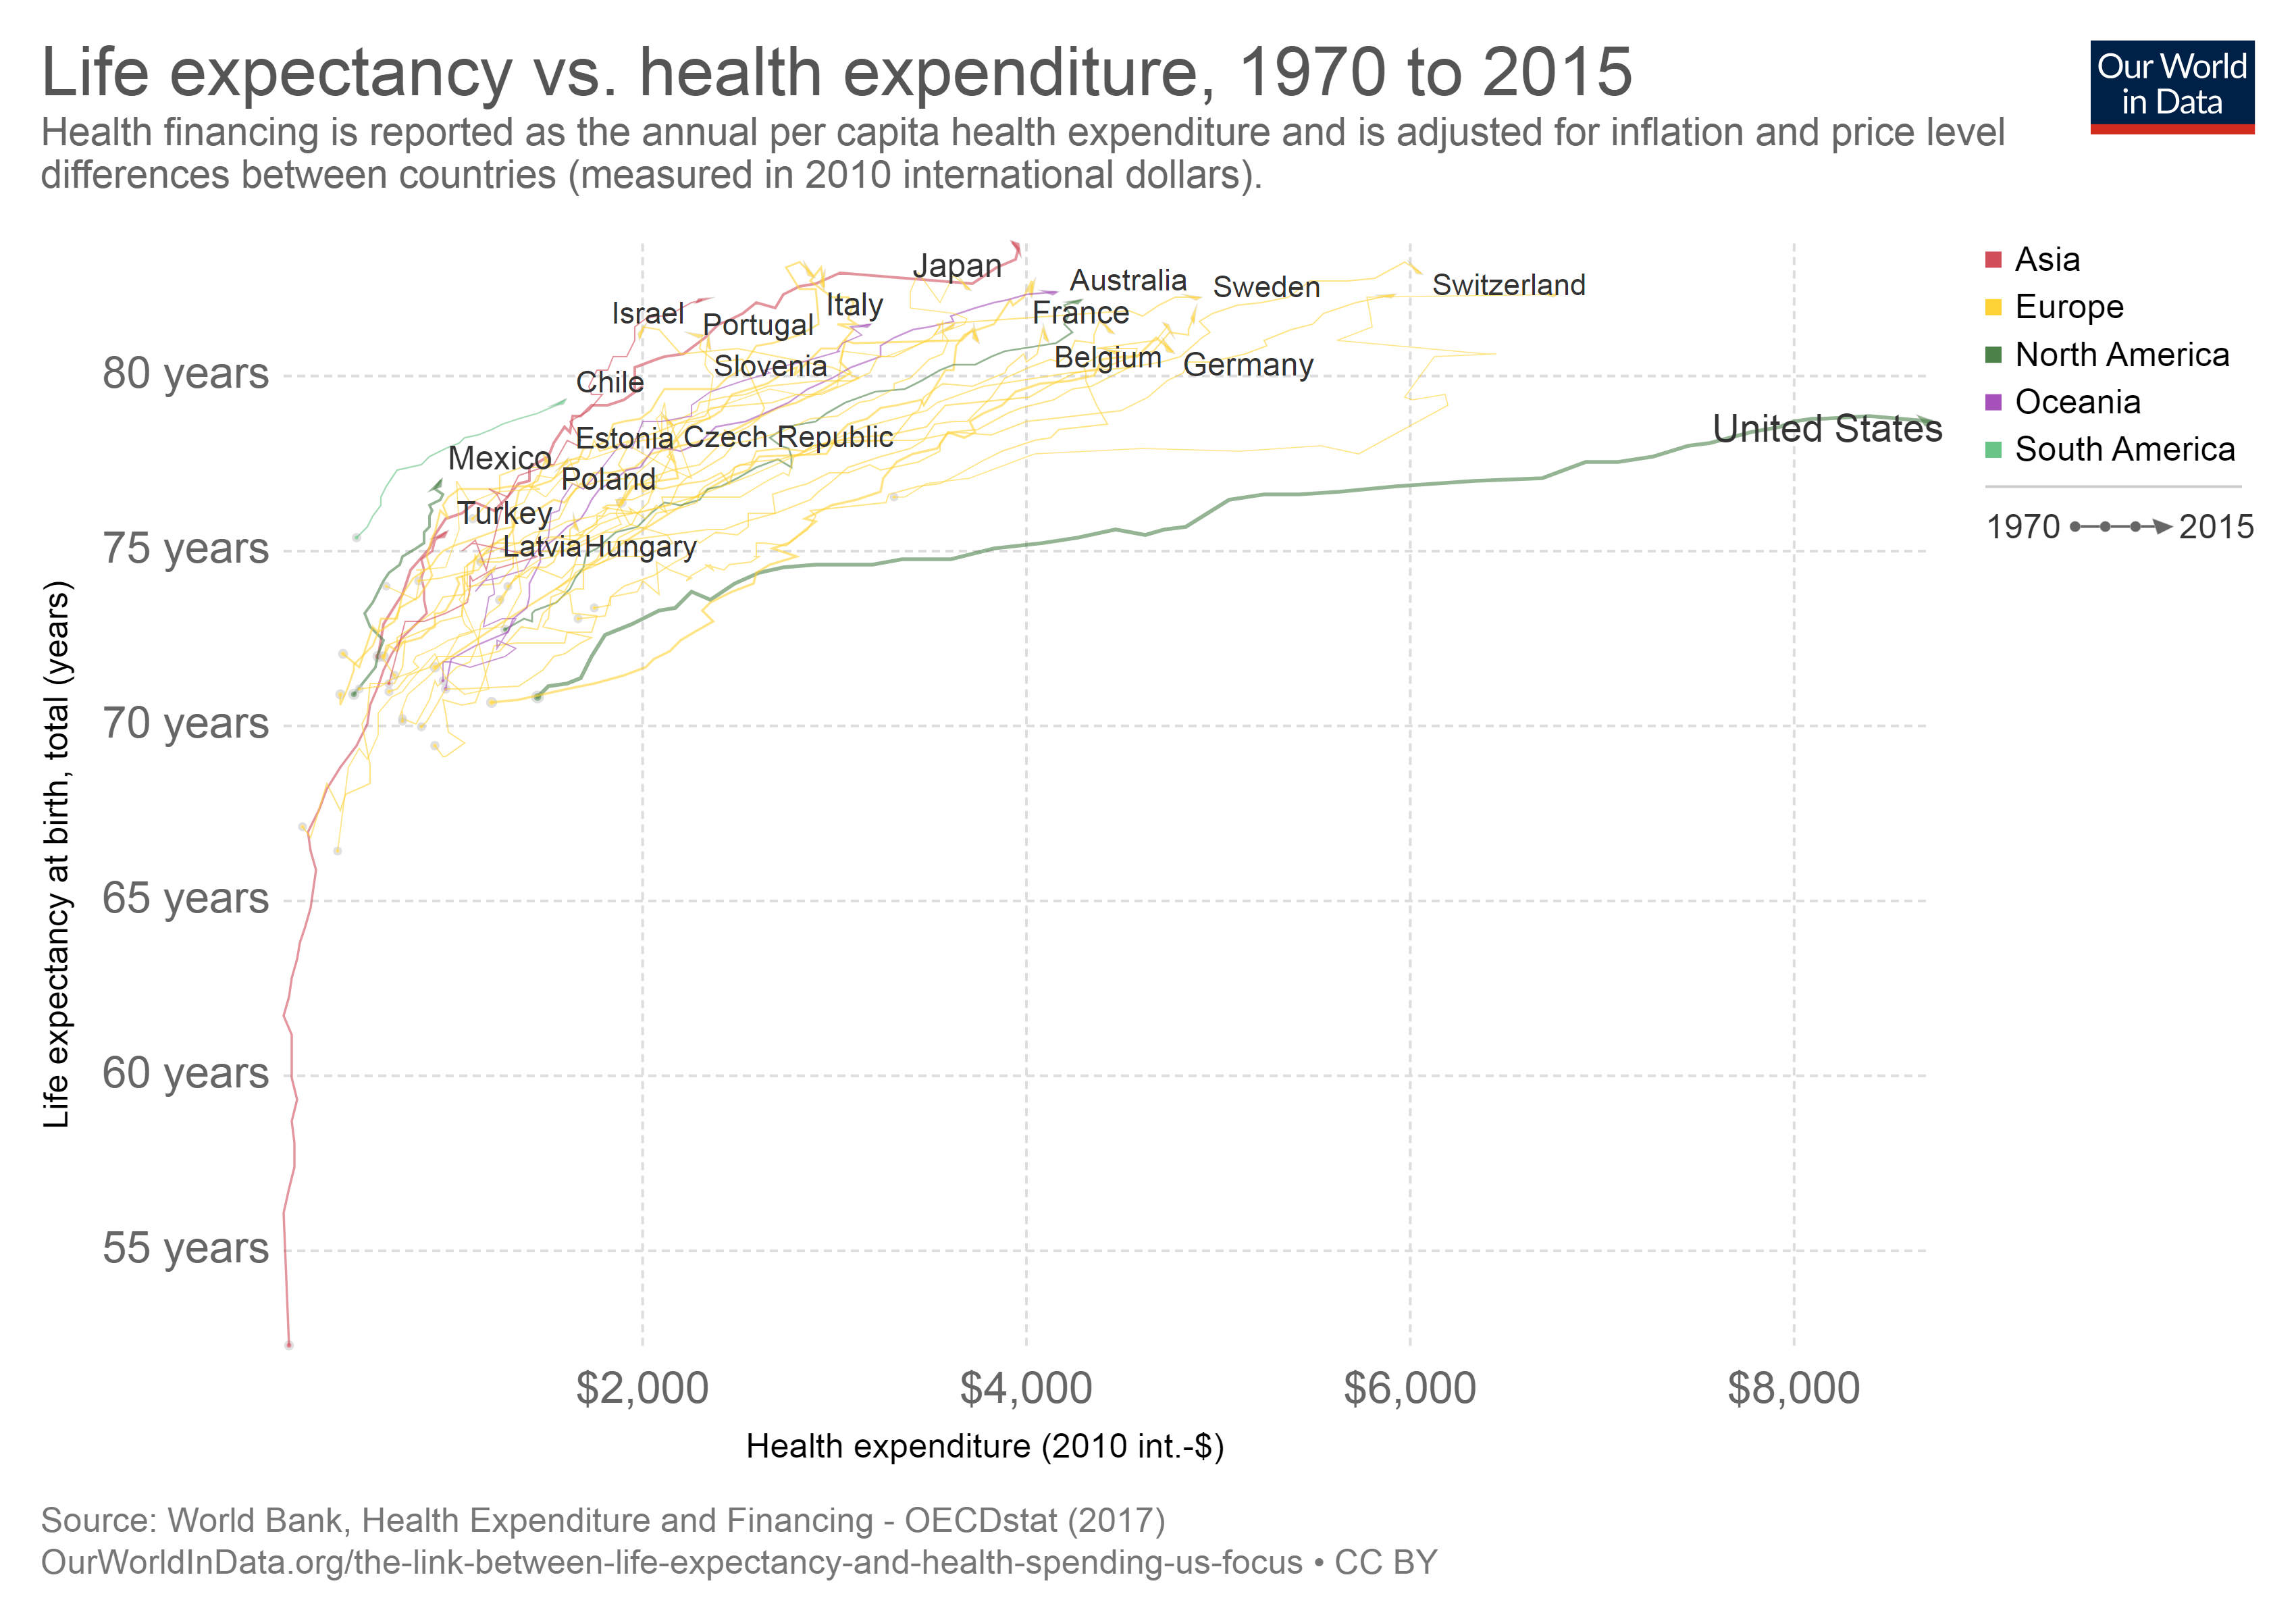 Life expectancy vs. health expenditure, 1970 to 2015
Health financing is reported as the annual per capita health expenditure and is adjusted for inflation and price level
differences between countries (measured in 2010 international dollars).
Our World
in Data
Asia
Europe
North America
Oceania
South America
1970
2015
Life expectancy at birth, total (years)
80 years
75 years
70 years
65 years
60 years
55 years
Japan
Australia
Sweden
Switzerland
Israel
Italy
Portugal
France
Slovenia
Belgium
Germany
Chile
United States
Estonia
Czech Republic
Mexico
Poland
Turkey
Latvia
Hungary
$2,000
$4,000
$6,000
$8,000
Health expenditure (2010 int.-$)
Source: World Bank, Health Expenditure and Financing - OECDstat (2017)
OurWorldInData.org/the-link-between-life-expectancy-and-health-spending-us-focus • CC BY